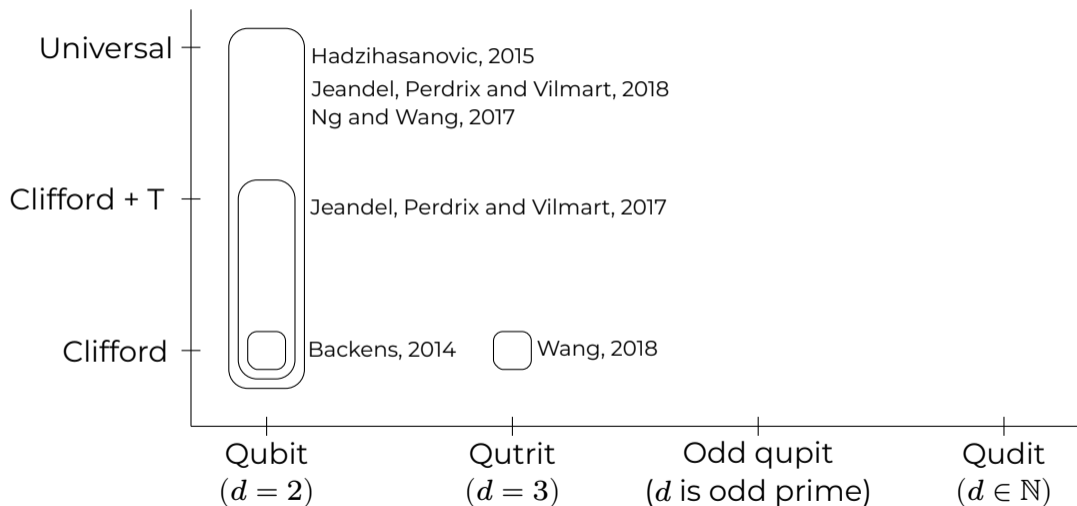 Universal
Hadzihasanovic, 2015
Jeandel, Perdrix and Vilmart, 2018
Ng and Wang, 2017
Clifford + T
Jeandel, Perdrix and Vilmart, 2017
Clifford
Backens, 2014
Wang, 2018
Qubit
(d = 2)
Qutrit
(d = 3)
Odd qupit
(d is odd prime)
Qudit
(d ∈ ℕ)